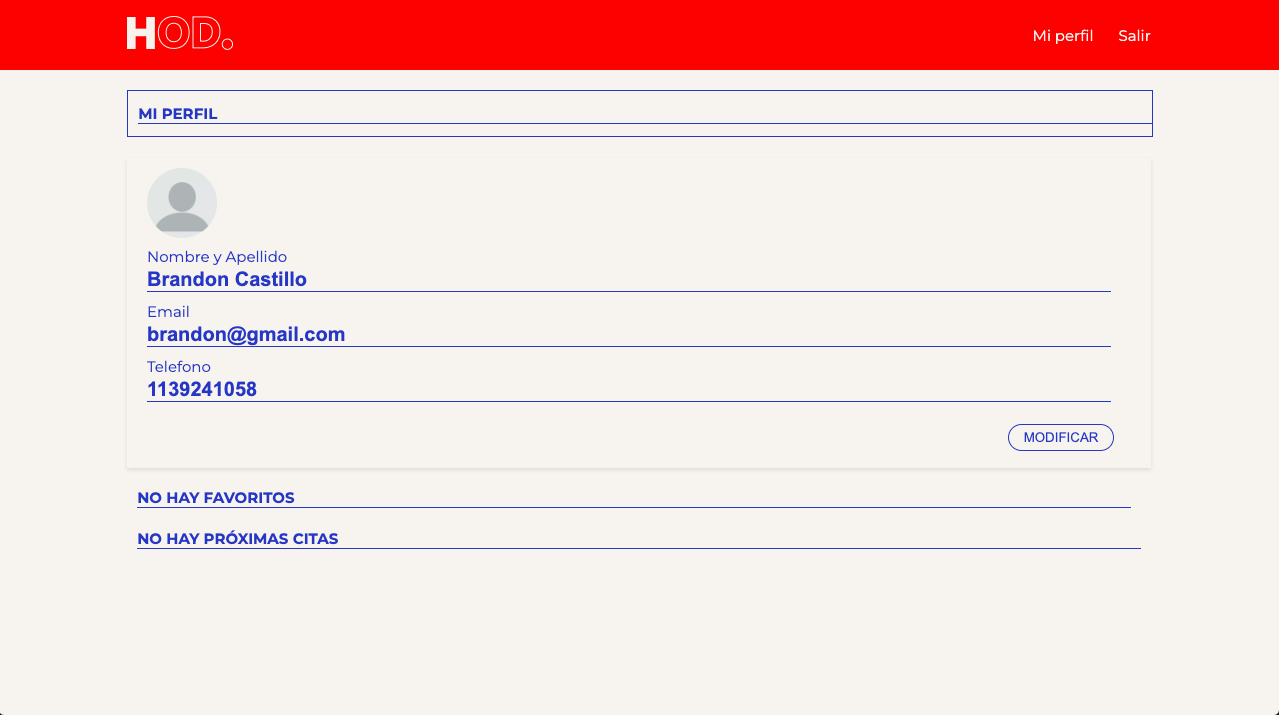 HOD.
Mi perfil Salir
MI PERFIL
Nombre y Apellido
Brandon Castillo
Email
brandon@gmail.com
Telefono
1139241058
MODIFICAR
NO HAY FAVORITOS
NO HAY PRÓXIMAS CITAS